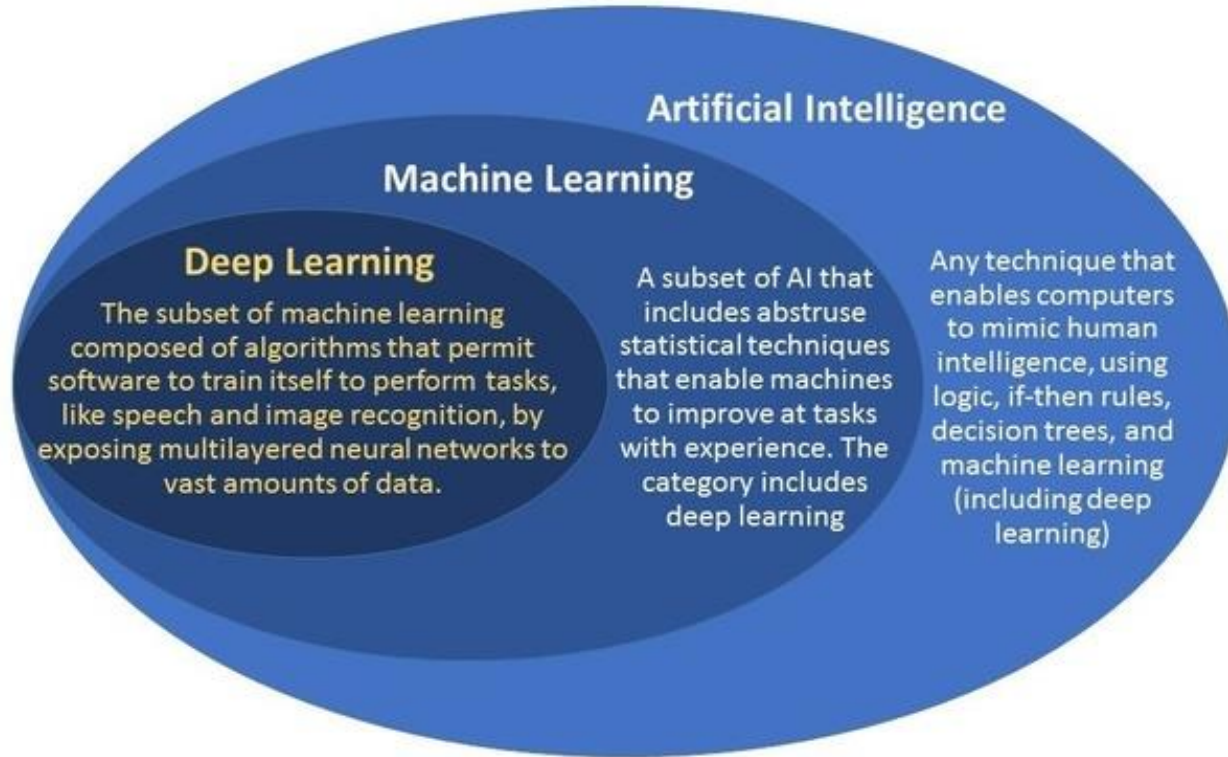 Artificial Intelligence
Machine Learning
Deep Learning
The subset of machine learning
composed of algorithms that permit
software to train itself to perform tasks,
like speech and image recognition, by
exposing multilayered neural networks to
vast amounts of data.
A subset of AI that
includes abstruse
statistical techniques
that enable machines
to improve at tasks
with experience. The
category includes
deep learning
Any technique that
enables computers
to mimic human
intelligence, using
logic, if-then rules,
decision trees, and
machine learning
(including deep
learning)